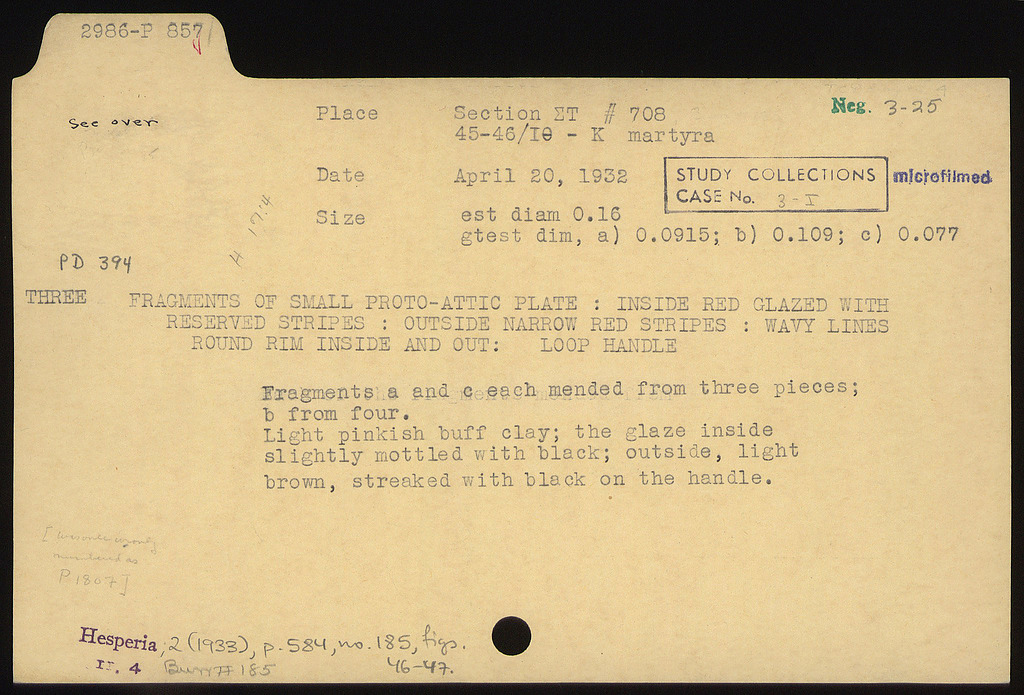 2986-P 857
See over
Place Section ΣΤ # 708
45-46/ΙΘ - Κ martyra
Neg. 3-25
Date April 20, 1932
STUDY COLLECTIONS
CASE No. 3-I
microfilmed
Size est diam 0.16
gtest dim, a) 0.0915; b) 0.109; c) 0.077
PD 394
THREE FRAGMENTS OF SMALL PROTO-ATTIC PLATE : INSIDE RED GLAZED WITH
RESERVED STRIPES : OUTSIDE NARROW RED STRIPES : WAVY LINES
ROUND RIM INSIDE AND OUT: LOOP HANDLE
Fragments a and c each mended from three pieces;
b from four.
Light pinkish buff clay; the glaze inside
slightly mottled with black; outside, light
brown, streaked with black on the handle.
numbered as
P 1807]
Hesperia, 2 (1933), p. 584, no. 185, figs.
46-47.
Burr # 185